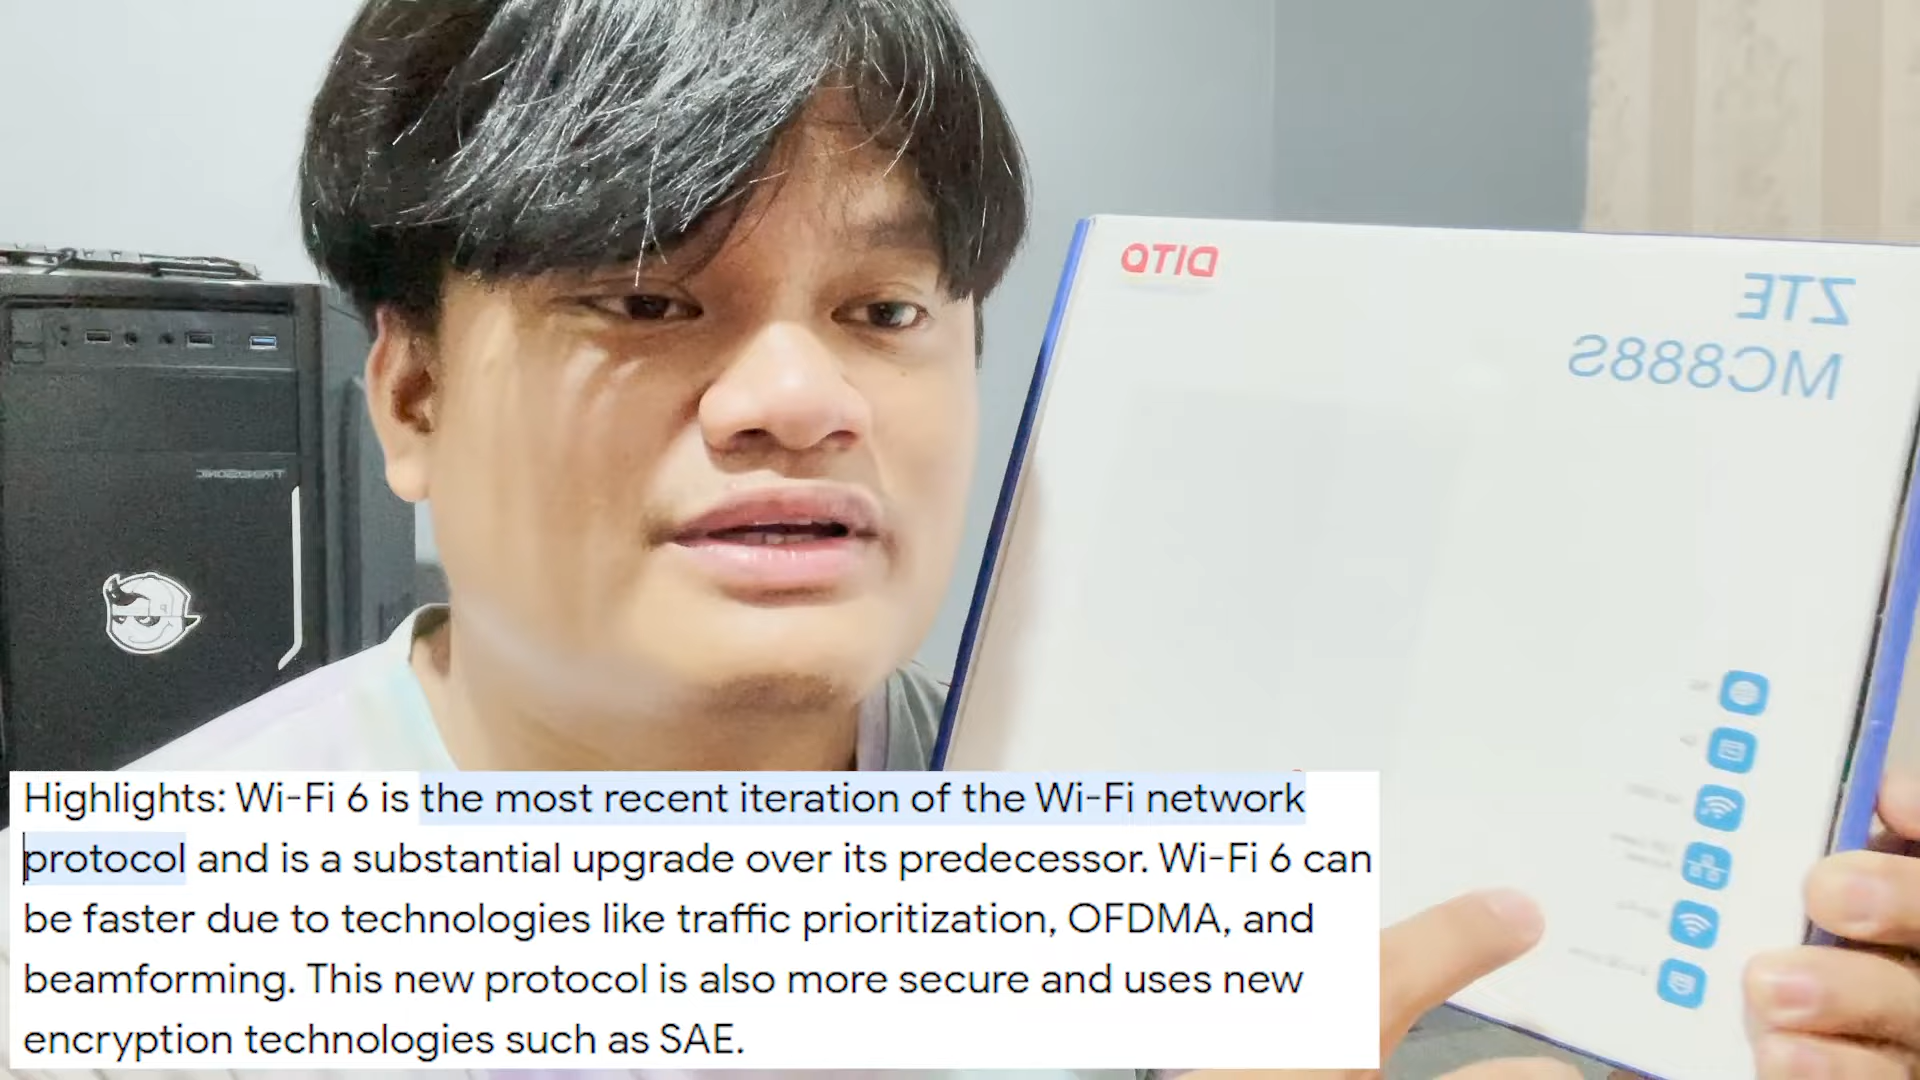 DITO
ZTE
MC888S
TRENDSONIC
Highlights: Wi-Fi 6 is the most recent iteration of the Wi-Fi network
protocol and is a substantial upgrade over its predecessor. Wi-Fi 6 can
be faster due to technologies like traffic prioritization, OFDMA, and
beamforming. This new protocol is also more secure and uses new
encryption technologies such as SAE.